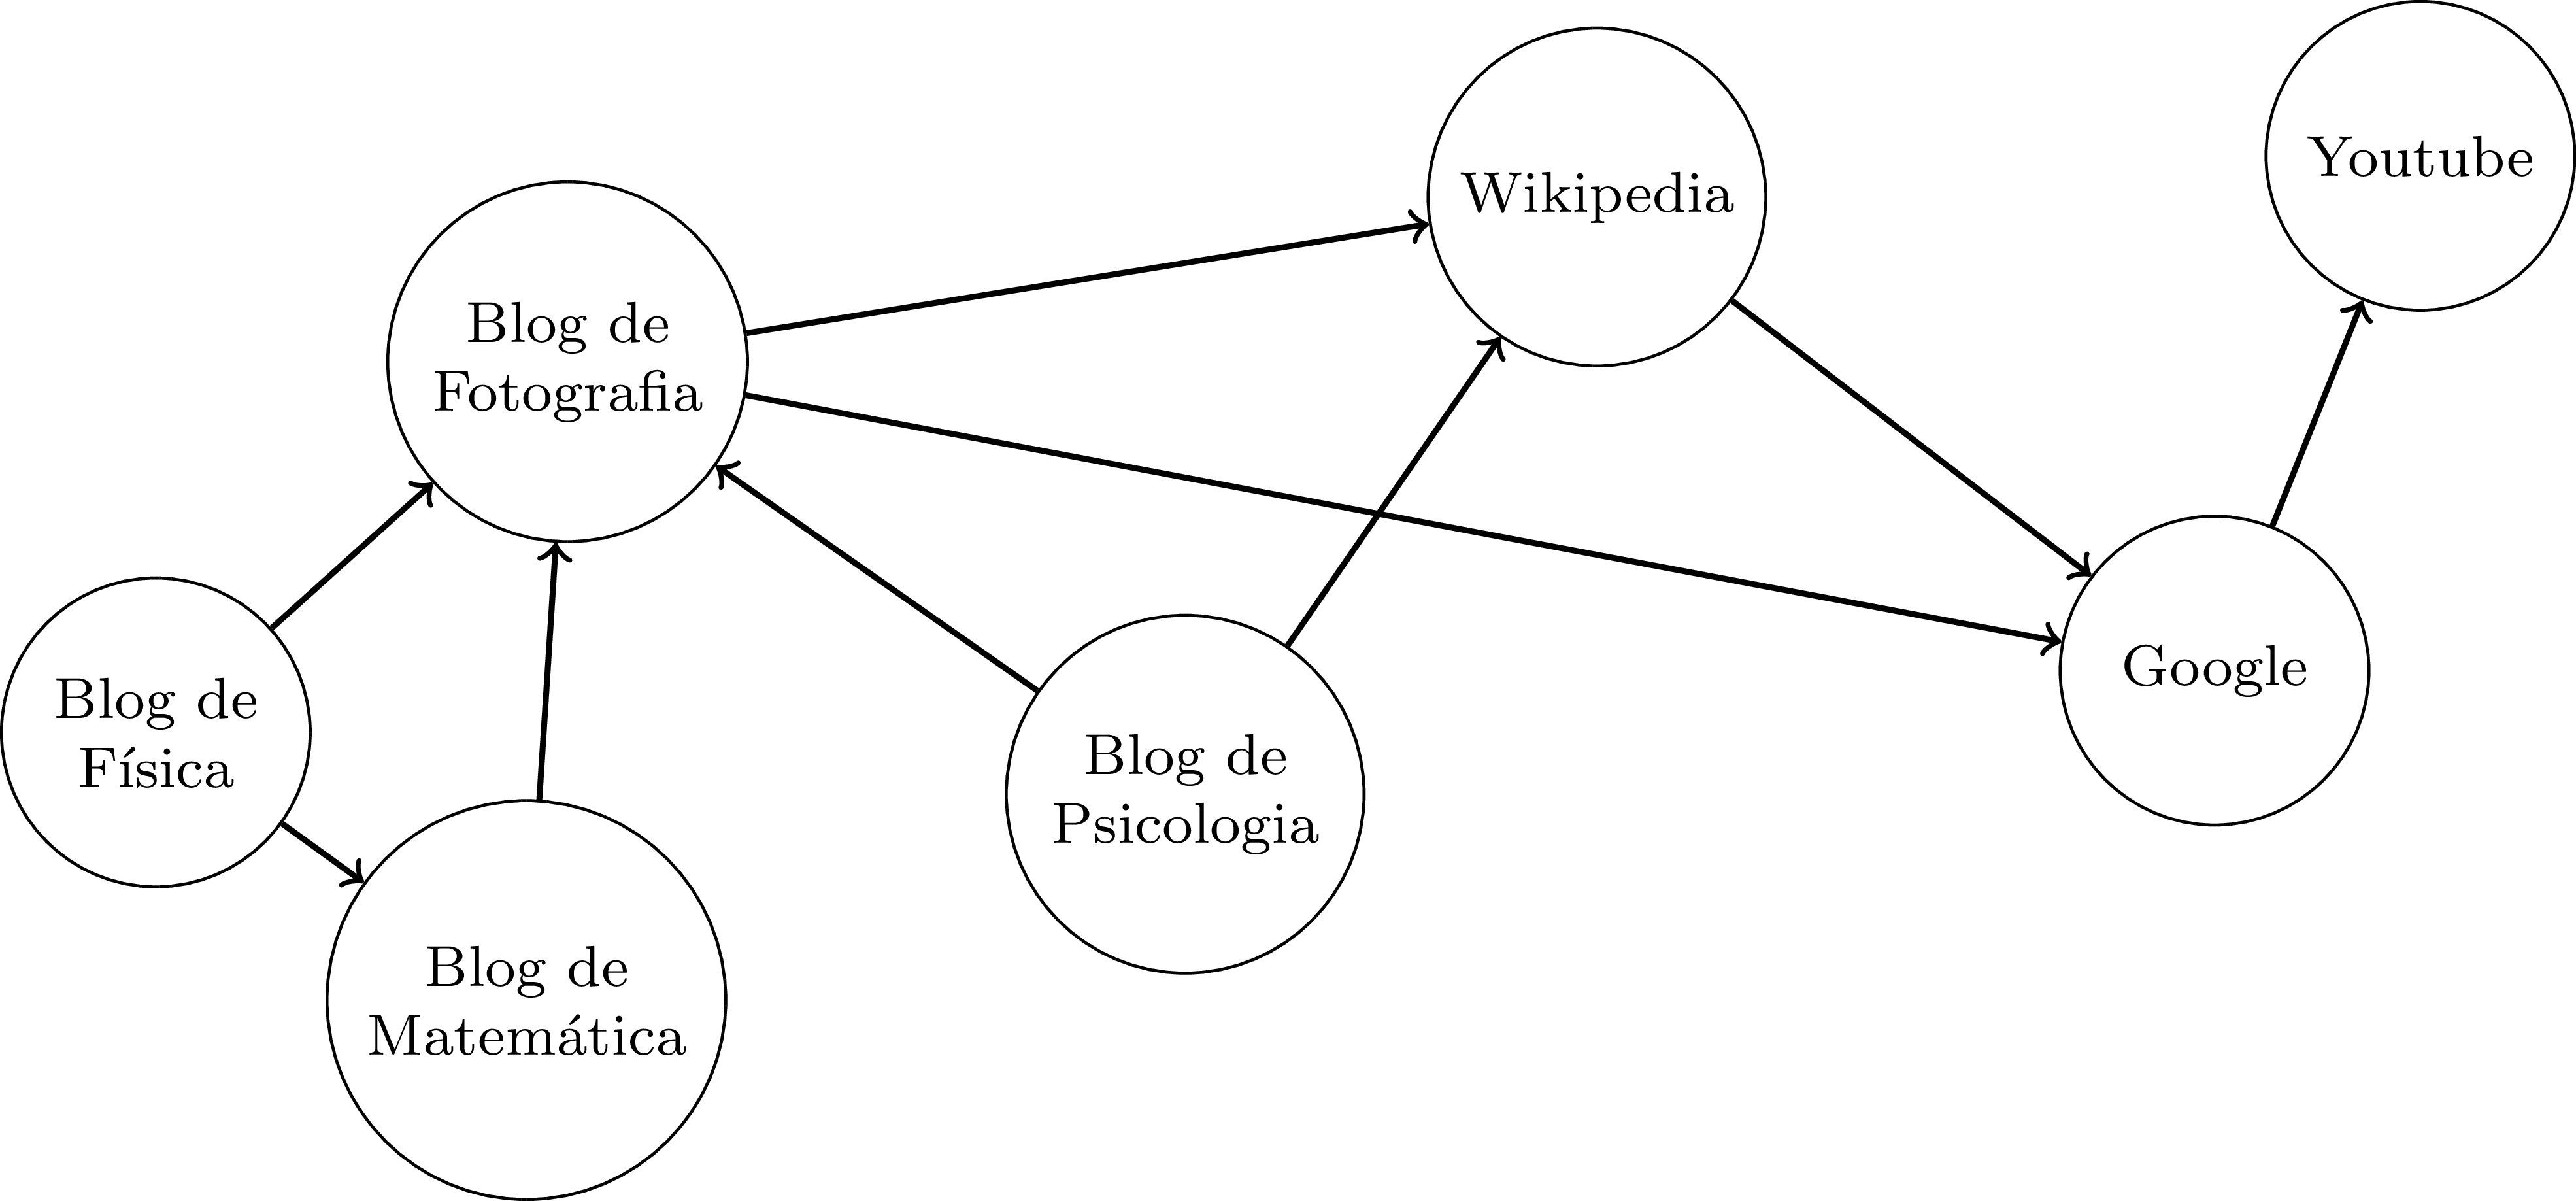 Youtube
Wikipedia
Blog de
Fotografia
Google
Blog de
Física
Blog de
Psicologia
Blog de
Matemática